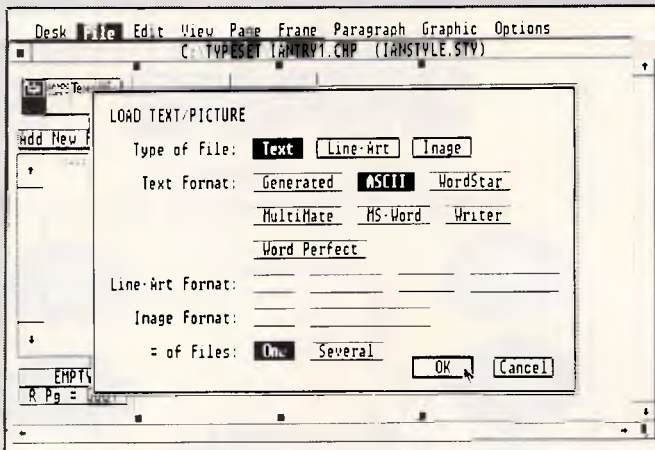 Desk File Edit View Page Frame Paragraph Graphic Options
C:\TYPESET\IANTRY1.CHP (IANSTYLE.STY)
Add New
LOAD TEXT/PICTURE
Type of File: Text Line-Art Image
Text Format: Generated ASCII WordStar
MultiMate MS-Word Writer
Word Perfect
Line-Art Format:
Image Format:
# of Files: One Several
OK Cancel
EMPTY
R Pg #